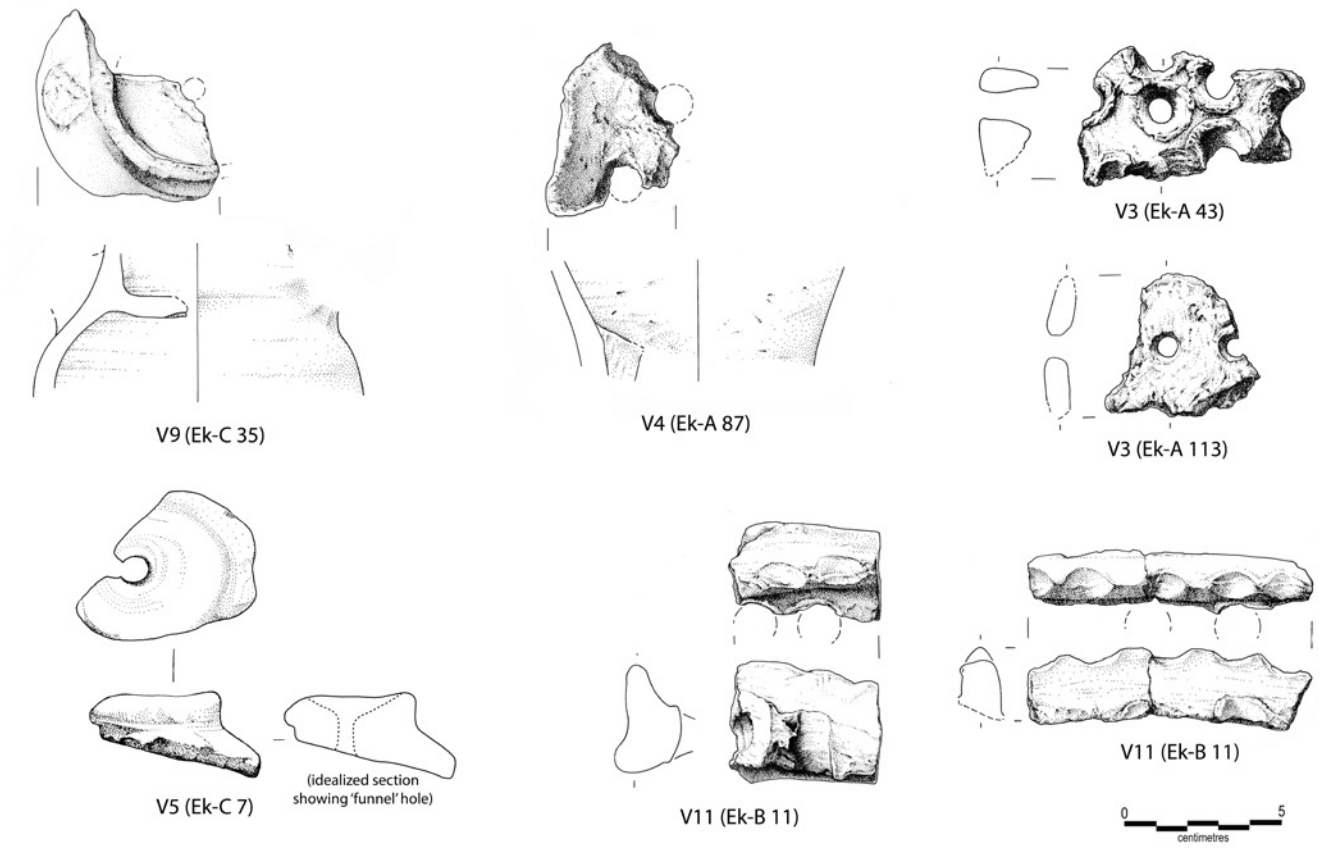 V3 (Ek-A 43)
V9 (Ek-C 35)
V4 (Ek-A 87)
V3 (Ek-A 113)
(idealized section
showing 'funnel' hole)
V5 (Ek-C 7)
V11 (Ek-B 11)
V11 (Ek-B 11)
0 5
centimetres